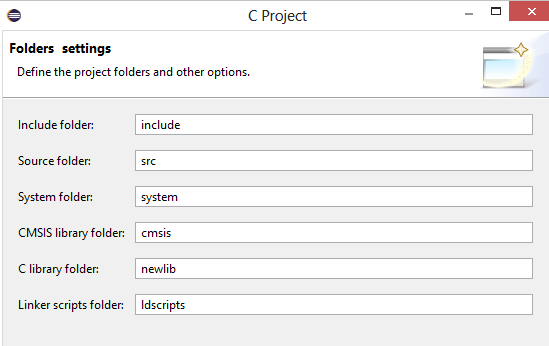 C Project
Folders settings
Define the project folders and other options.
Include folder: include
Source folder: src
System folder: system
CMSIS library folder: cmsis
C library folder: newlib
Linker scripts folder: ldscripts